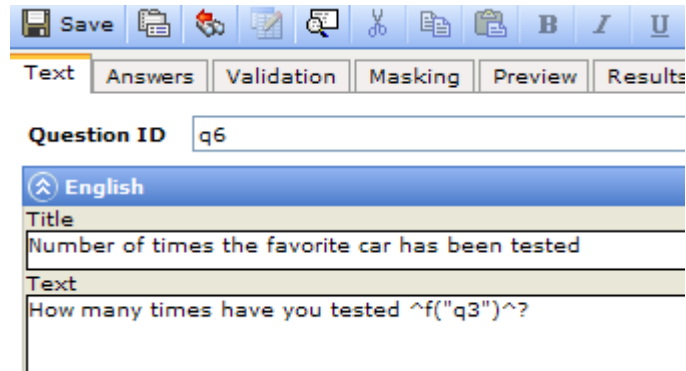 Save B I U
Text Answers Validation Masking Preview Results
Question ID q6
English
Title
Number of times the favorite car has been tested
Text
How many times have you tested ^f("q3")^?